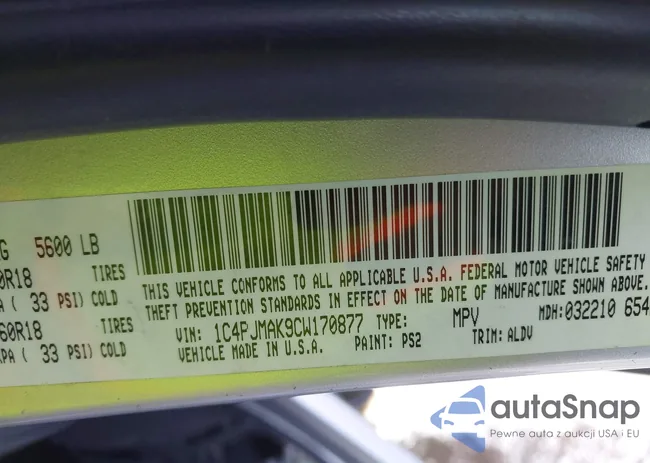 G 5600 LB
0R18 TIRES
PA ( 33 PSI) COLD
60R18 TIRES
KPA ( 33 PSI) COLD
THIS VEHICLE CONFORMS TO ALL APPLICABLE U.S.A. FEDERAL MOTOR VEHICLE SAFETY
THEFT PREVENTION STANDARDS IN EFFECT ON THE DATE OF MANUFACTURE SHOWN ABOVE.
VIN: 1C4PJMAK9CW170877 TYPE: MPV MDH:032210 654
VEHICLE MADE IN U.S.A. PAINT: PS2 TRIM: ALDV
autaSnap
Pewne auta z aukcji USA i EU